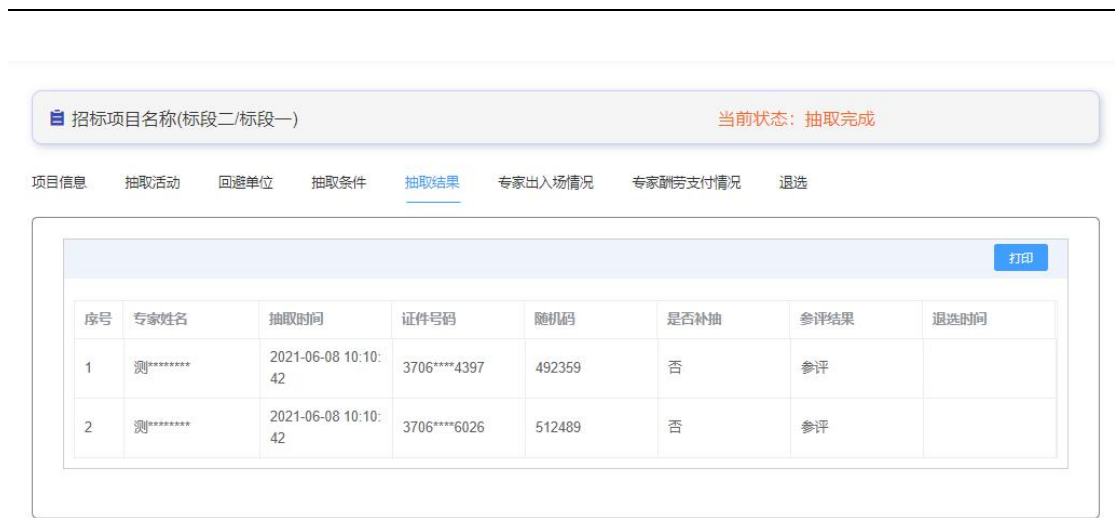 招标项目名称(标段二/标段一) 当前状态：抽取完成
项目信息 抽取活动 回避单位 抽取条件 抽取结果 专家出入场情况 专家酬劳支付情况 退选
打印
序号 专家姓名 抽取时间 证件号码 随机码 是否补抽 参评结果 退选时间
1 测******** 2021-06-08 10:10: 3706****4397 492359 否 参评
42
2 测******** 2021-06-08 10:10: 3706****6026 512489 否 参评
42